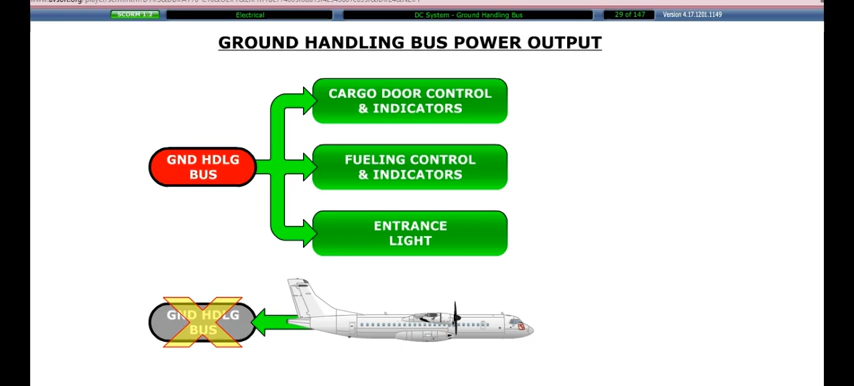 SCORM 1.2
Electrical
DC System - Ground Handling Bus
29 of 147
Version 4.17.1201.1149
GROUND HANDLING BUS POWER OUTPUT
CARGO DOOR CONTROL
& INDICATORS
GND HDLG
BUS
FUELING CONTROL
& INDICATORS
ENTRANCE
LIGHT
GND HDLG
BUS